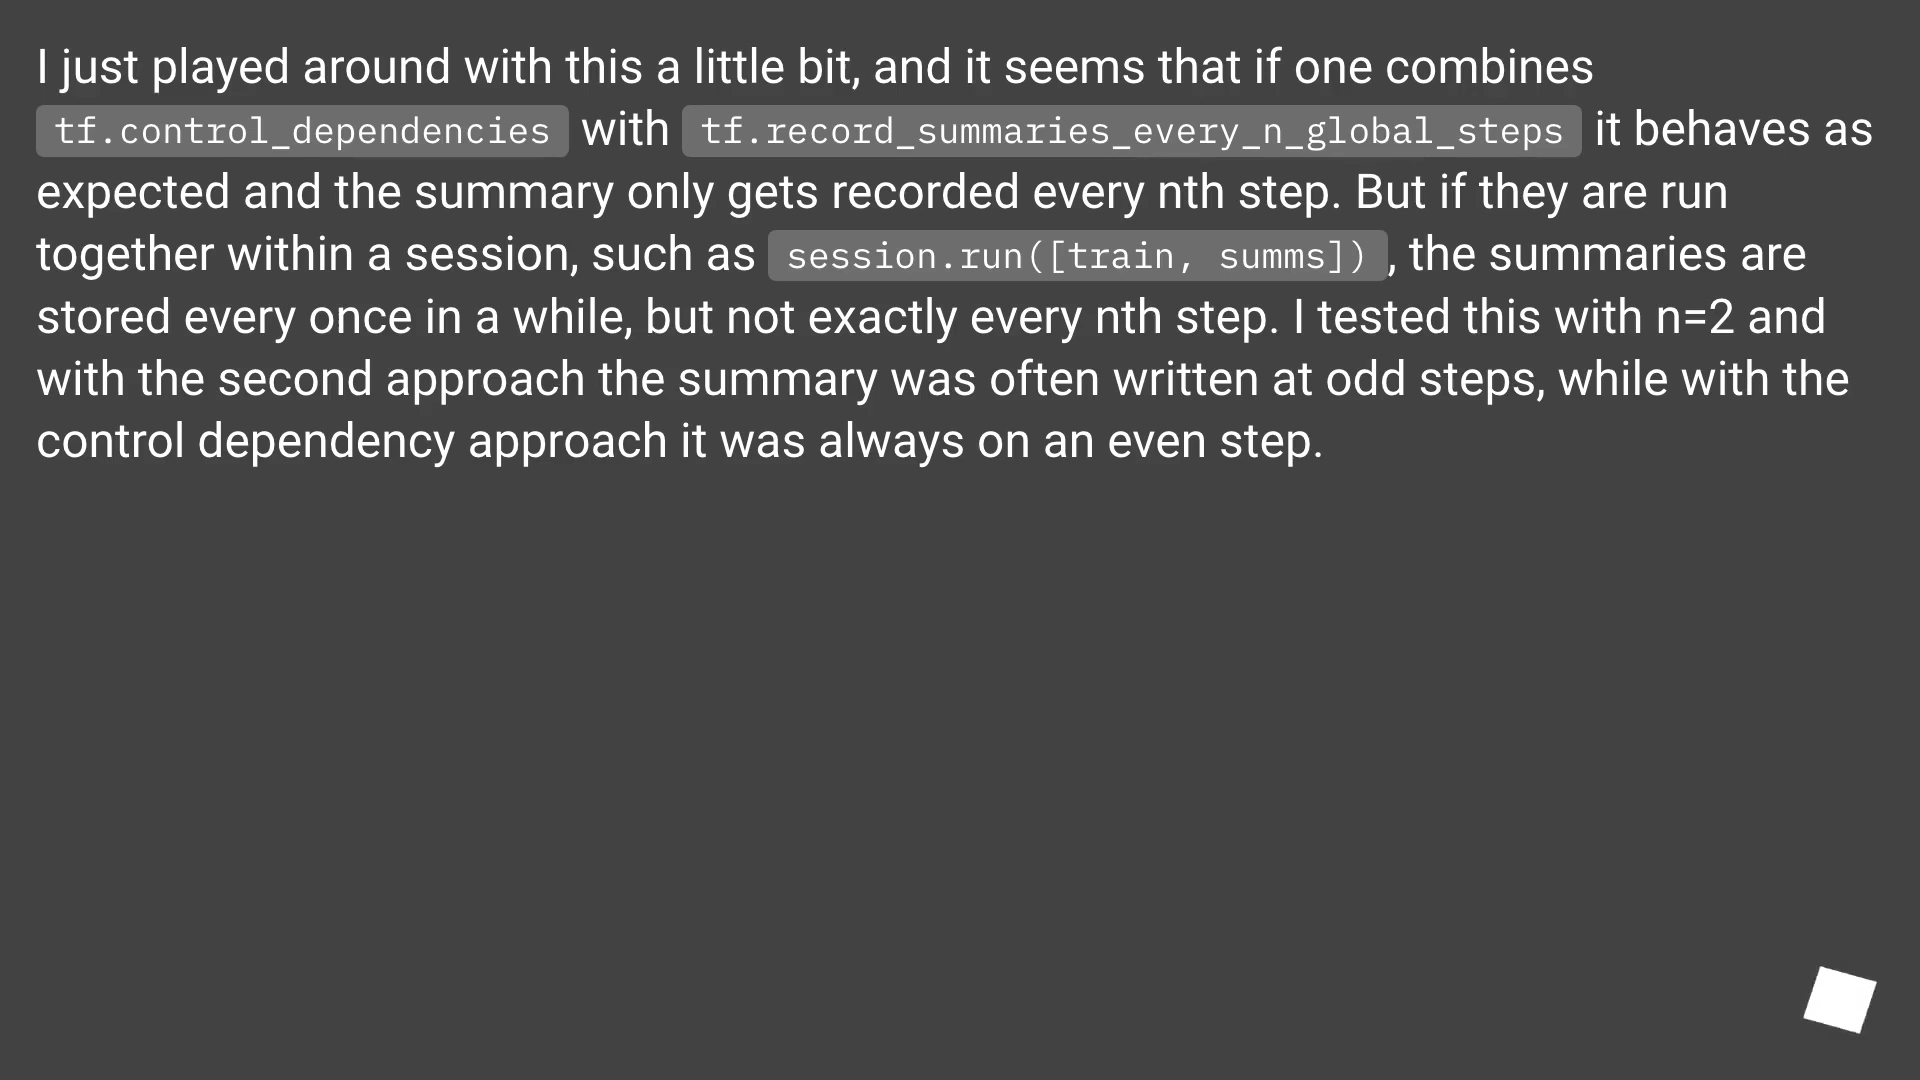 I just played around with this a little bit, and it seems that if one combines
tf.control_dependencies with tf.record_summaries_every_n_global_steps it behaves as
expected and the summary only gets recorded every nth step. But if they are run
together within a session, such as session.run([train, summs]), the summaries are
stored every once in a while, but not exactly every nth step. I tested this with n=2 and
with the second approach the summary was often written at odd steps, while with the
control dependency approach it was always on an even step.